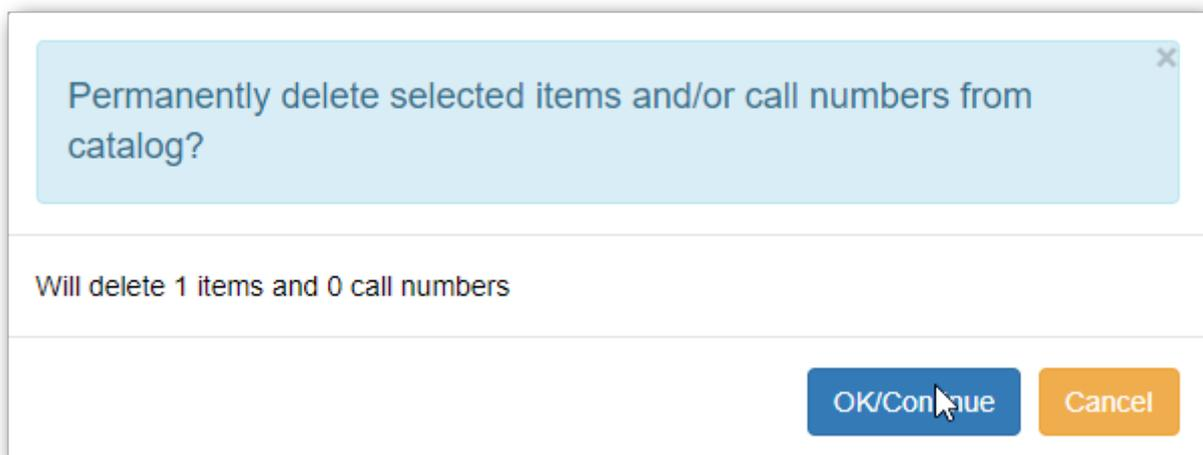 ×
Permanently delete selected items and/or call numbers from
catalog?
Will delete 1 items and 0 call numbers
OK/Continue
Cancel